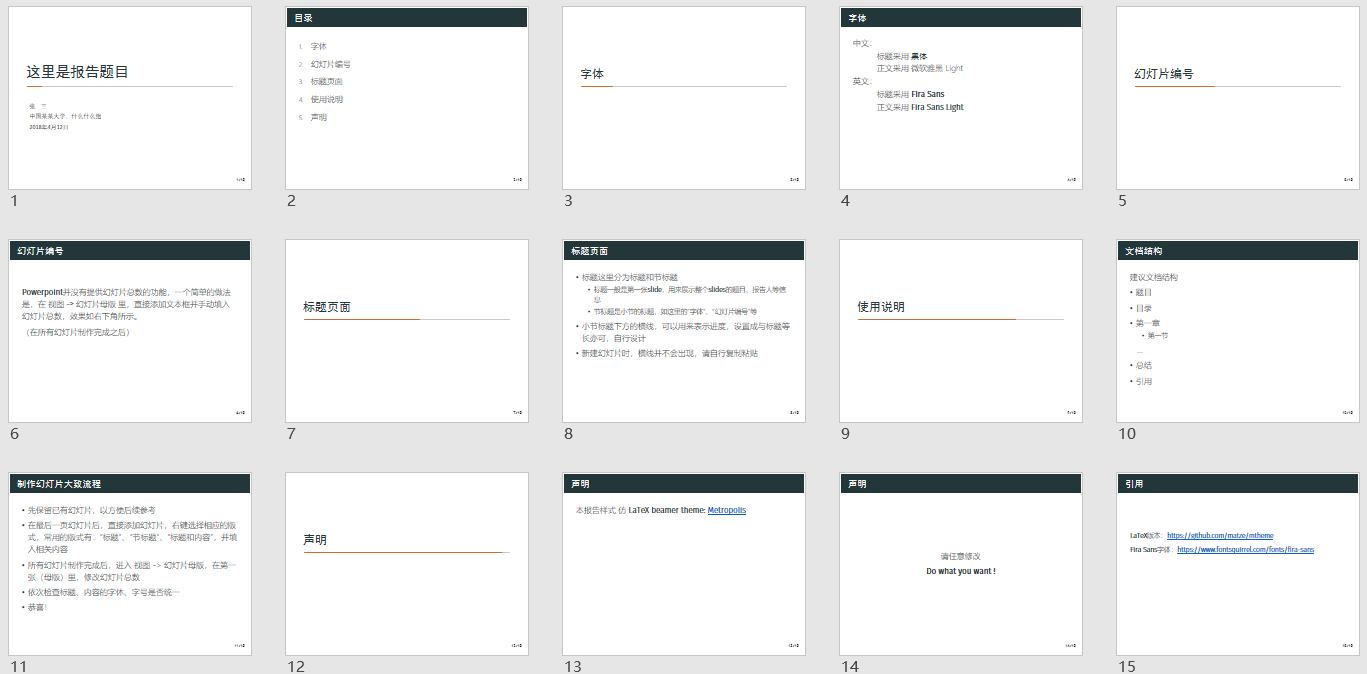 这里是报告题目
张 三
中国某某大学，什么什么组
2018年4月12日
1
目录
1. 字体
2. 幻灯片编号
3. 标题页面
4. 使用说明
5. 声明
2
字体
3
字体
中文：
标题采用 黑体
正文采用 微软雅黑 Light
英文：
标题采用 Fira Sans
正文采用 Fira Sans Light
4
幻灯片编号
5
幻灯片编号
Powerpoint并没有提供幻灯片总数的功能，一个简单的做法
是，在 视图 -> 幻灯片母版 里，直接添加文本框并手动填入
幻灯片总数，效果如右下角所示。
（在所有幻灯片制作完成之后）
6
标题页面
7
标题页面
• 标题这里分为标题和节标题
• 标题一般是第一张slide，用来展示整个slides的题目、报告人等信
息
• 节标题是小节的标题，如这里的“字体”，“幻灯片编号”等
• 小节标题下方的横线，可以用来表示进度，设置成与标题等
长亦可，自行设计
• 新建幻灯片时，横线并不会出现，请自行复制粘贴
8
使用说明
9
文档结构
建议文档结构
• 题目
• 目录
• 第一章
• 第一节
...
• 总结
• 引用
10
制作幻灯片大致流程
• 先保留已有幻灯片，以方便后续参考
• 在最后一页幻灯片后，直接添加幻灯片，右键选择相应的版
式，常用的版式有：“标题”，“节标题”，“标题和内容”，并填
入相关内容
• 所有幻灯片制作完成后，进入 视图 -> 幻灯片母版，在第一
张（母版）里，修改幻灯片总数
• 依次检查标题、内容的字体、字号是否统一
• 恭喜！
11
声明
12
声明
本报告样式 仿 LaTeX beamer theme: Metropolis
13
声明
请任意修改
Do what you want !
14
引用
LaTeX版本：https://github.com/matze/mtheme
Fira Sans字体：https://www.fontsquirrel.com/fonts/fira-sans
15